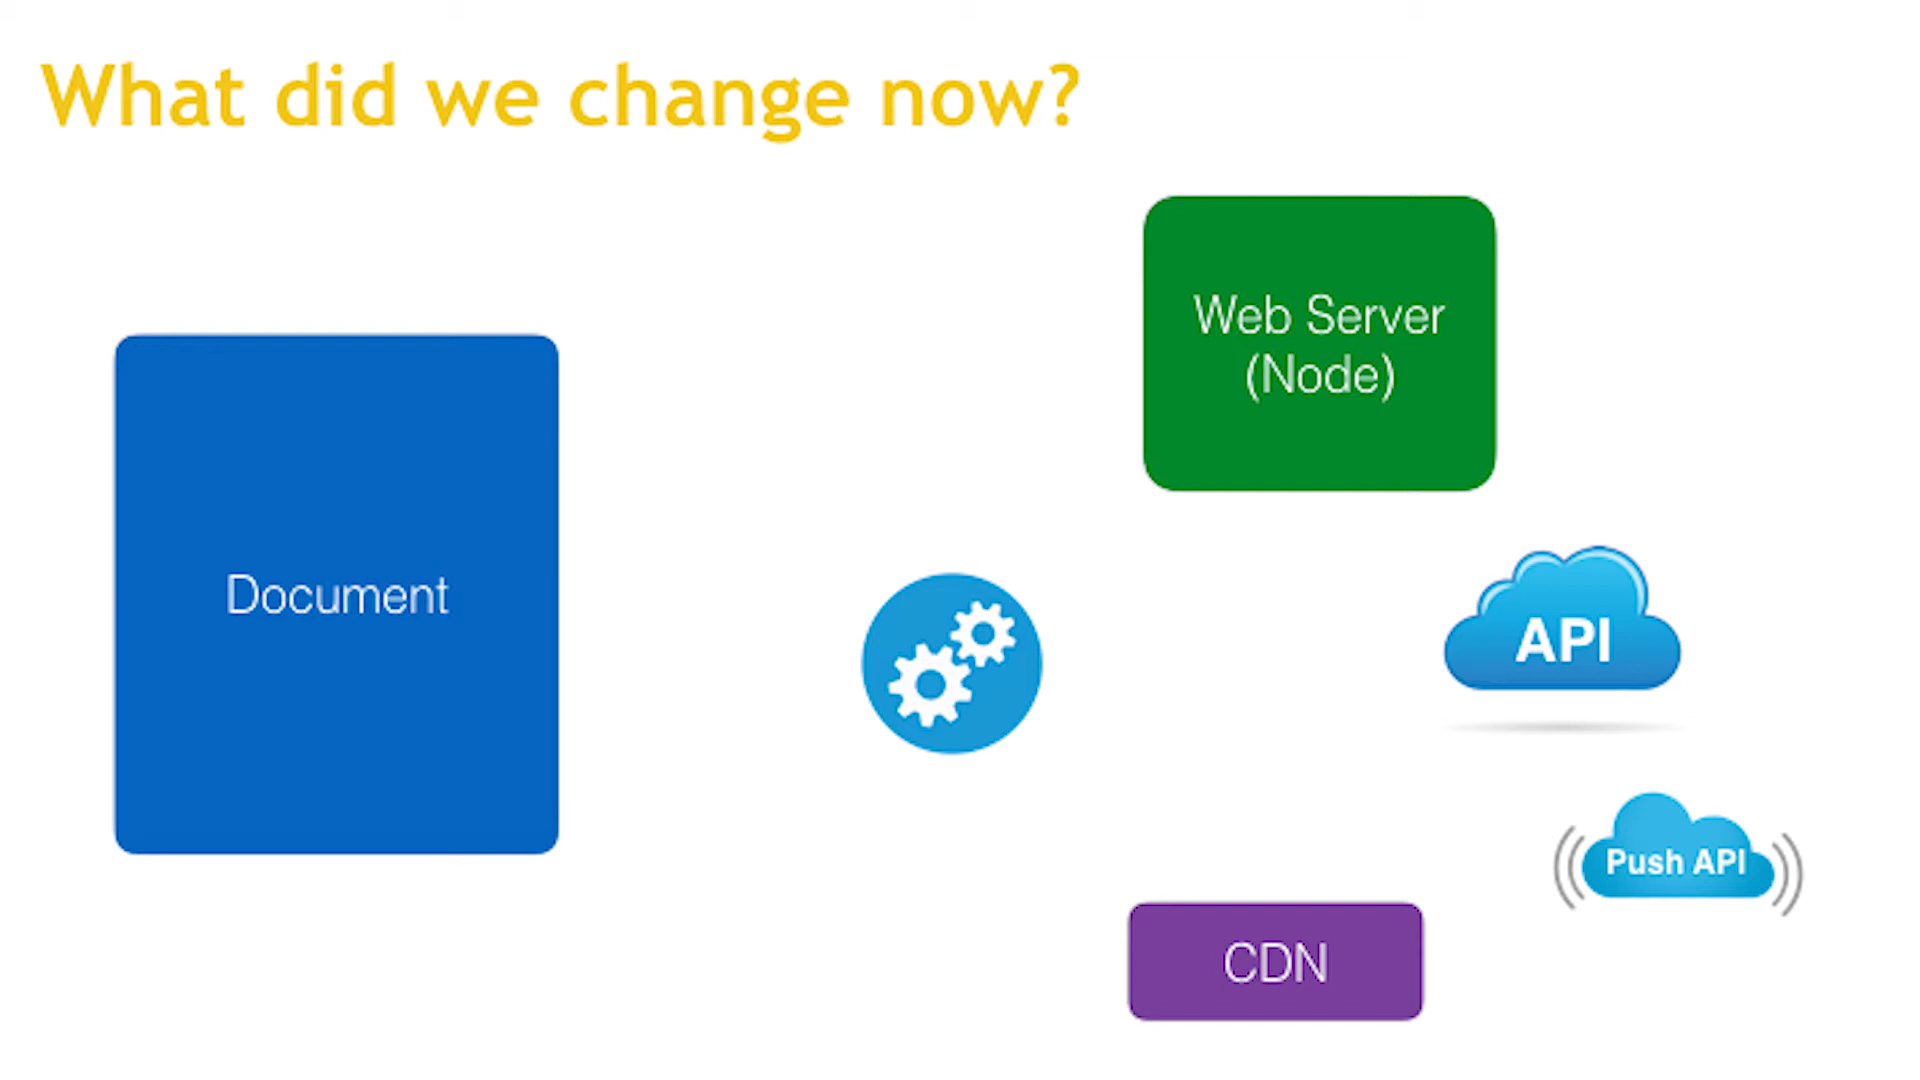 What did we change now?
Web Server
(Node)
Document
API
Push API
CDN